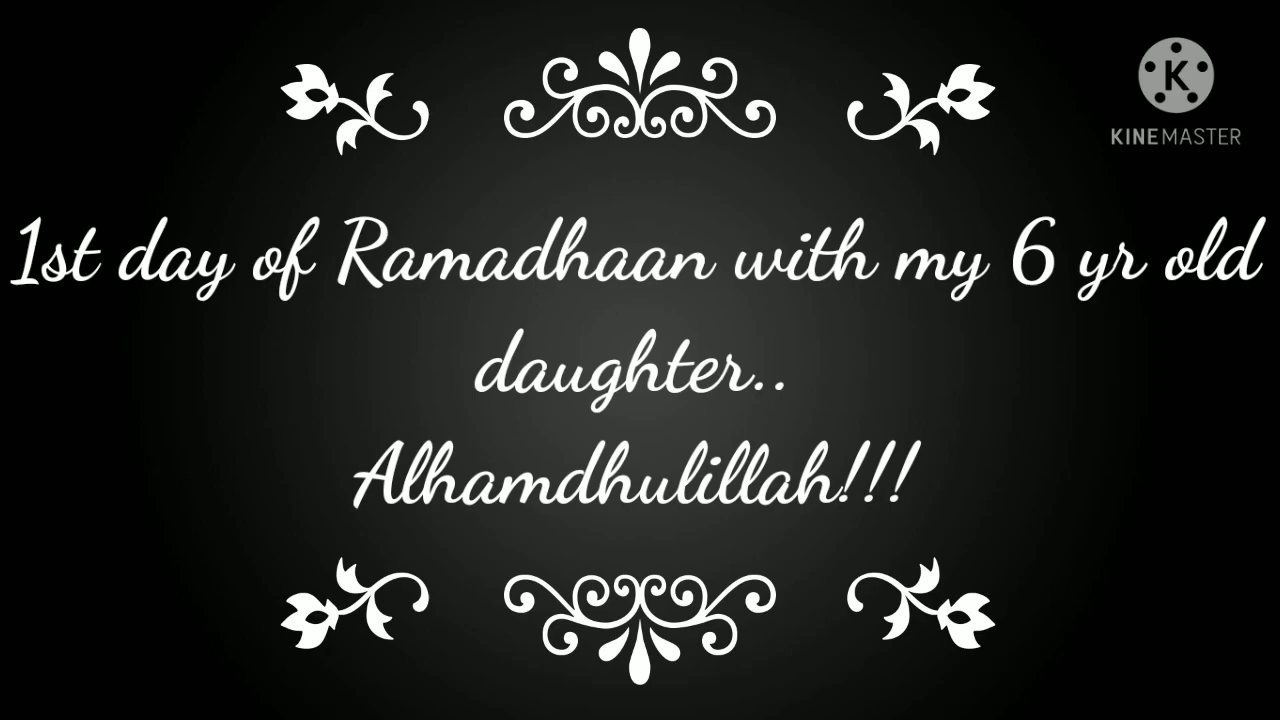 K
KINEMASTER
1st day of Ramadhaan with my 6 yr old
daughter..
Alhamdhulillah!!!